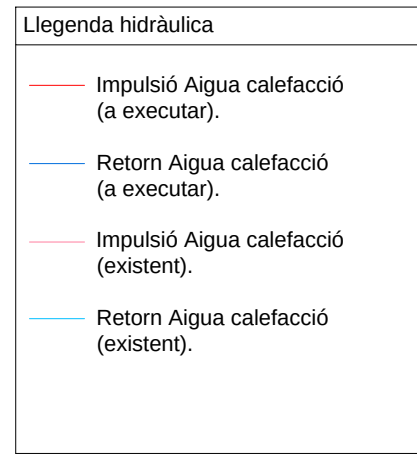 Llegenda hidràulica
Impulsió Aigua calefacció
(a executar).
Retorn Aigua calefacció
(a executar).
Impulsió Aigua calefacció
(existent).
Retorn Aigua calefacció
(existent).